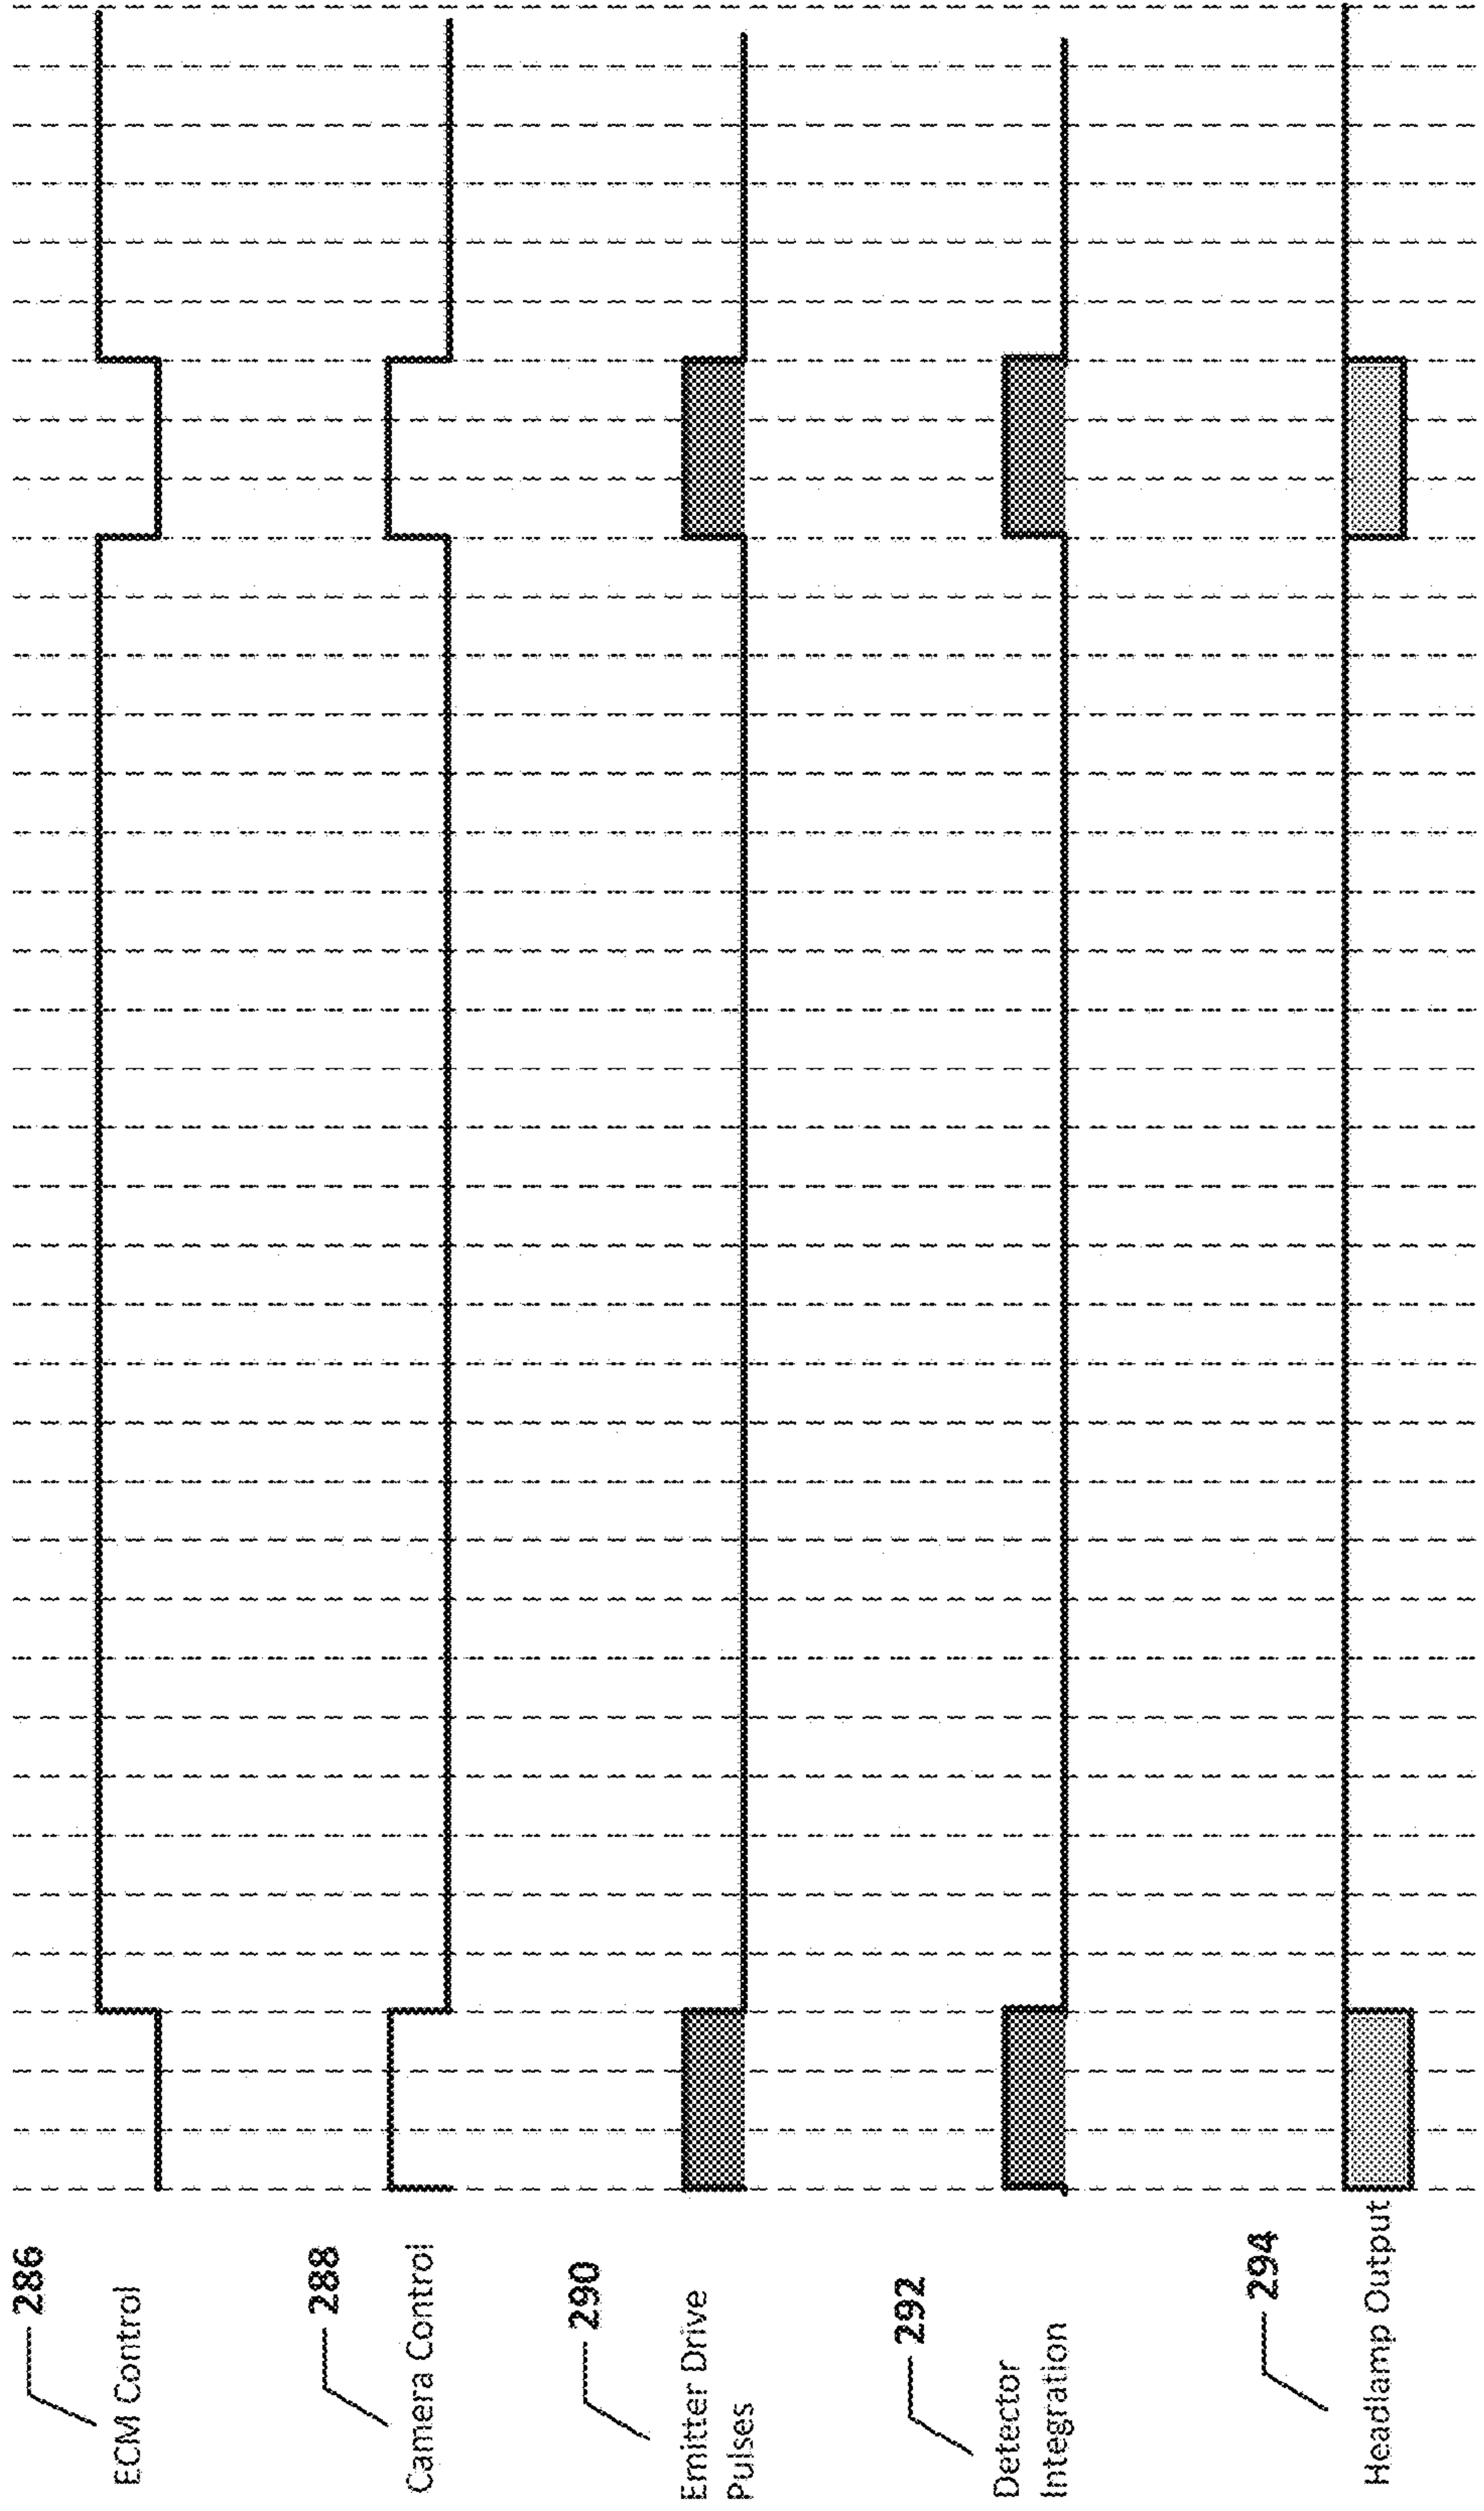 286
ECM Control
288
Camera Control
290
Emitter Drive
Pulses
292
Detector
Integration
294
Headlamp Output